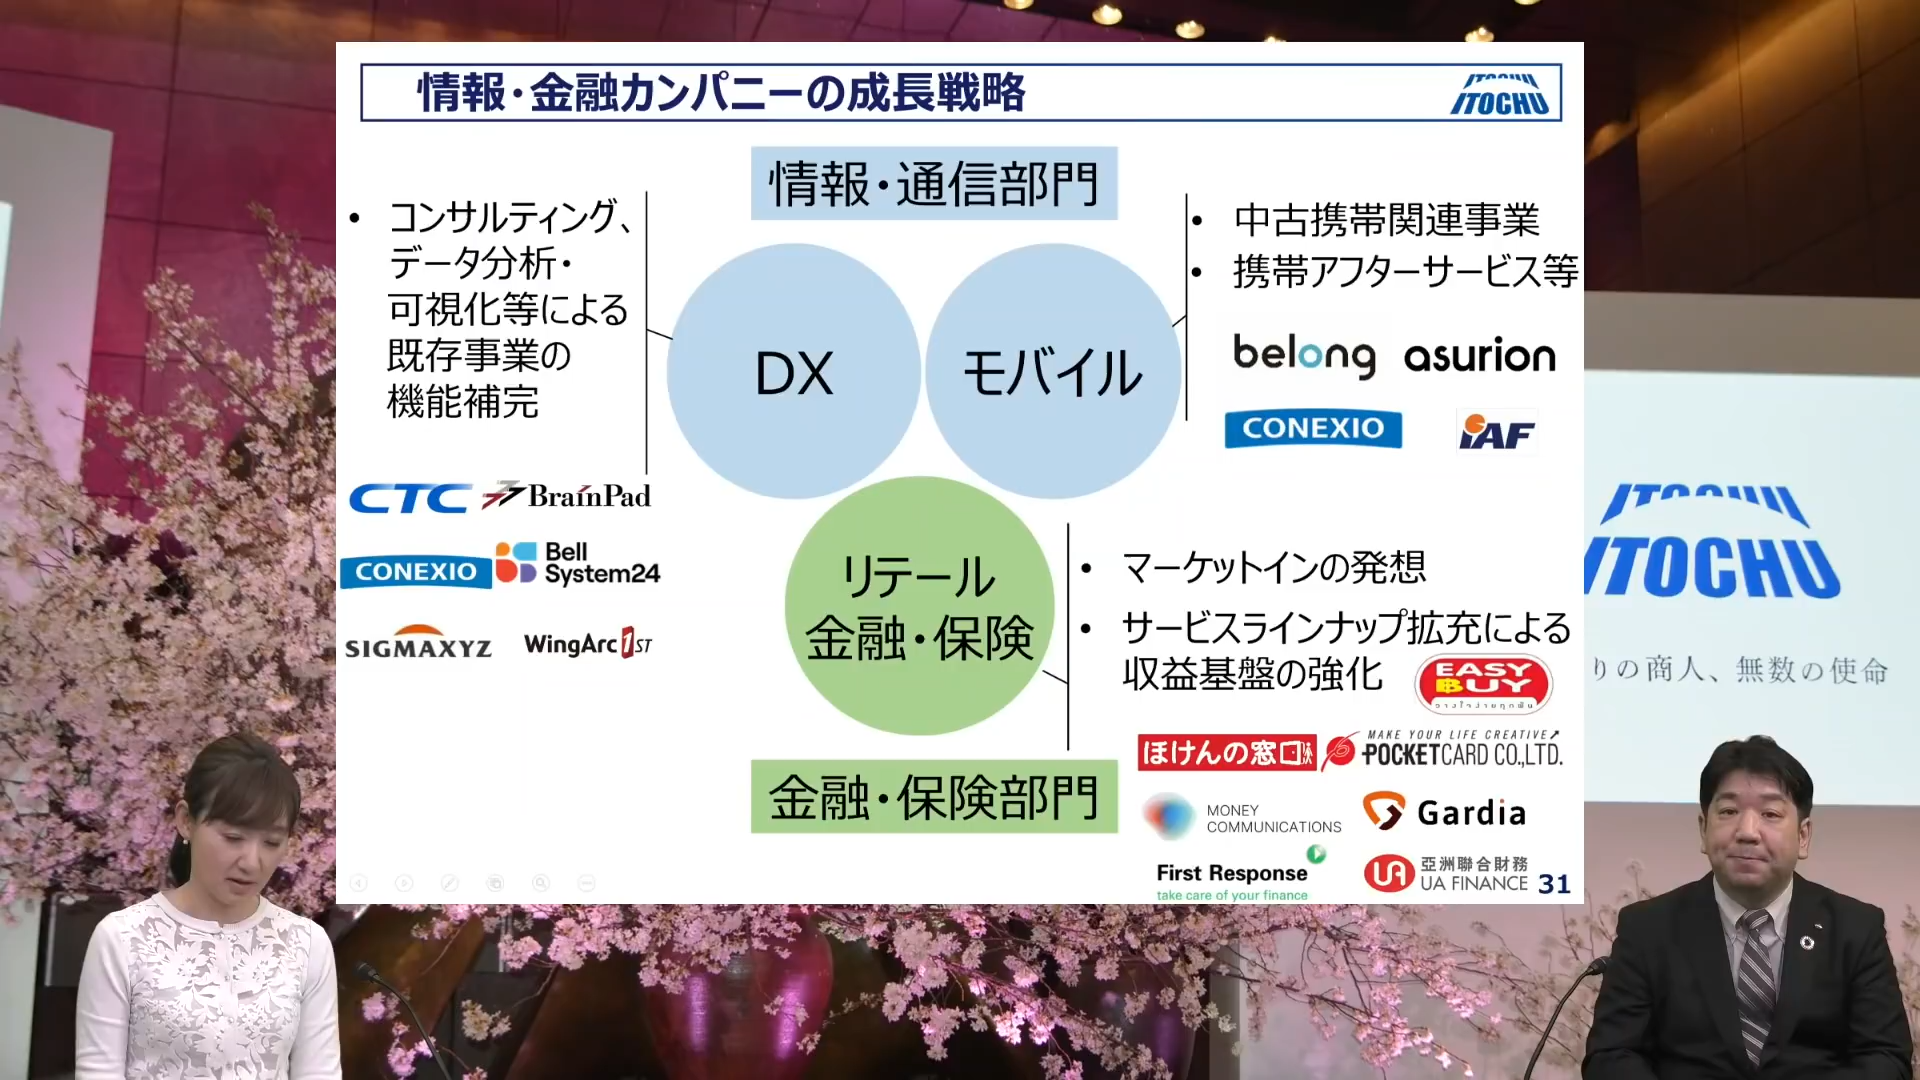 情報・金融カンパニーの成長戦略
ITOCHU
ITOCHU
情報・通信部門
• コンサルティング、
データ分析・
可視化等による
既存事業の
機能補完
DX
モバイル
• 中古携帯関連事業
• 携帯アフターサービス等
belong
asurion
CONEXIO
iAF
CTC
BrainPad
CONEXIO
Bell
System24
SIGMAXYZ
WingArc1ST
リテール
金融・保険
• マーケットインの発想
• サービスラインナップ拡充による
収益基盤の強化
EASY
BUY
ほけんの窓口
MAKE YOUR LIFE CREATIVE
POCKETCARD CO.,LTD.
金融・保険部門
MONEY
COMMUNICATIONS
Gardia
First Response
take care of your finance
UA
亞洲聯合財務
UA FINANCE
31
ITOCHU
ITOCHU
りの商人、無数の使命